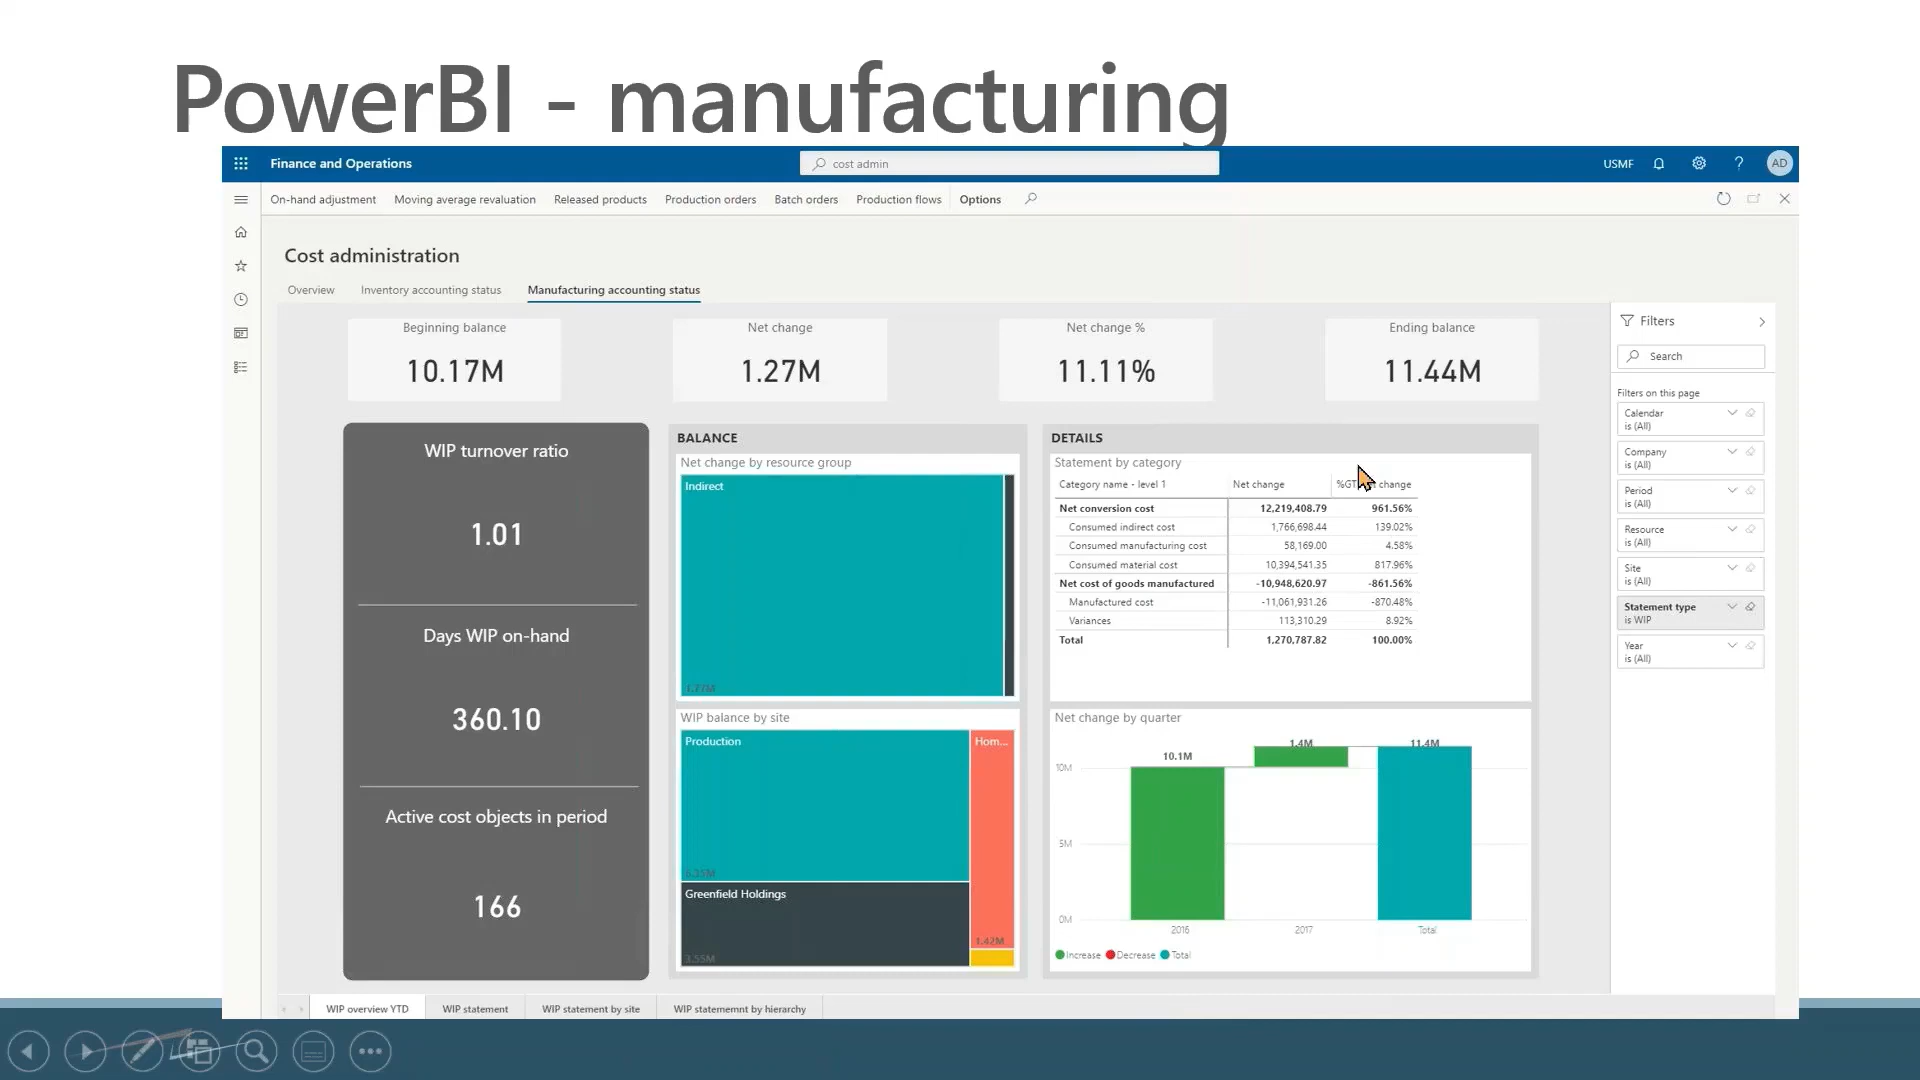 PowerBI - manufacturing
Finance and Operations
cost admin
USMF
?
AD
On-hand adjustment
Moving average revaluation
Released products
Production orders
Batch orders
Production flows
Options
Cost administration
Overview
Inventory accounting status
Manufacturing accounting status
Beginning balance
10.17M
Net change
1.27M
Net change %
11.11%
Ending balance
11.44M
Filters
Search
Filters on this page
Calendar
is (All)
Company
is (All)
Period
is (All)
Resource
is (All)
Site
is (All)
Statement type
is WIP
Year
is (All)
WIP turnover ratio
1.01
Days WIP on-hand
360.10
Active cost objects in period
166
BALANCE
Net change by resource group
Indirect
1.77M
WIP balance by site
Production
Hom...
Greenfield Holdings
1.42M
3.55M
DETAILS
Statement by category
Category name - level 1 Net change %GT change
Net conversion cost 12,219,408.79 961.56%
Consumed indirect cost 1,766,698.44 139.02%
Consumed manufacturing cost 58,169.00 4.58%
Consumed material cost 10,394,541.35 817.96%
Net cost of goods manufactured -10,948,620.97 -861.56%
Manufactured cost -11,061,931.26 -870.48%
Variances 113,310.29 8.92%
Total 1,270,787.82 100.00%
Net change by quarter
10.1M
1.4M
11.4M
10M
5M
0M
2016
2017
Total
Increase Decrease Total
WIP overview YTD
WIP statement
WIP statement by site
WIP statememnt by hierarchy